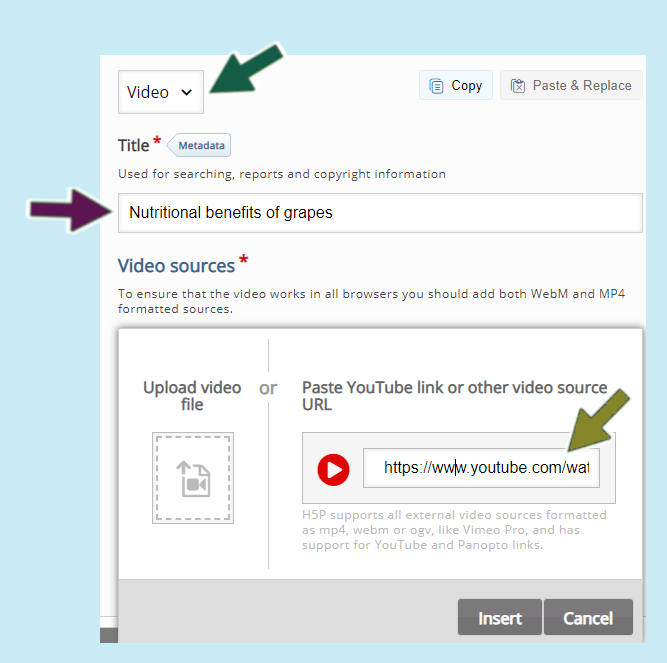 Video
Copy
Paste & Replace
Title *
Metadata
Used for searching, reports and copyright information
Nutritional benefits of grapes
Video sources *
To ensure that the video works in all browsers you should add both WebM and MP4
formatted sources.
Upload video
file
or
Paste YouTube link or other video source
URL
https://www.youtube.com/wat
H5P supports all external video sources formatted
as mp4, webm or ogv, like Vimeo Pro, and has
support for YouTube and Panopto links.
Insert
Cancel